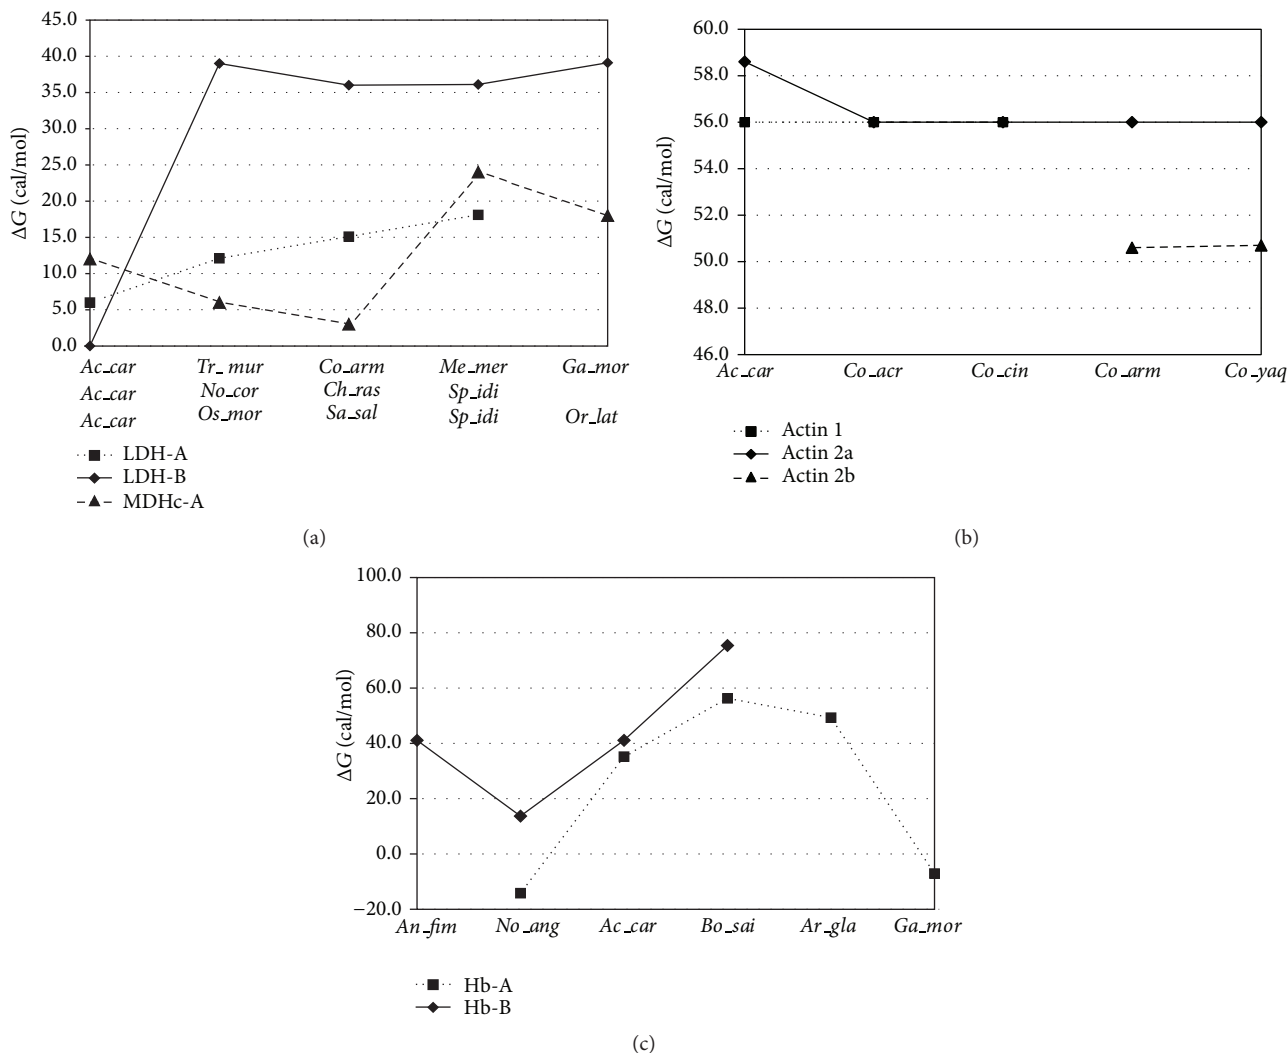 45.0
40.0
35.0
30.0
25.0
20.0
15.0
10.0
5.0
0.0
ΔG (cal/mol)
Ac_car Tr_mur Co_arm Me_mer Ga_mor
Ac_car No_cor Ch_ras Sp_idi
Ac_car Os_mor Sa_sal Sp_idi Or_lat
LDH-A
LDH-B
MDHc-A
(a)
60.0
58.0
56.0
54.0
52.0
50.0
48.0
46.0
ΔG (cal/mol)
Ac_car Co_acr Co_cin Co_arm Co_yaq
Actin 1
Actin 2a
Actin 2b
(b)
100.0
80.0
60.0
40.0
20.0
0.0
−20.0
ΔG (cal/mol)
An_fim No_ang Ac_car Bo_sai Ar_gla Ga_mor
Hb-A
Hb-B
(c)